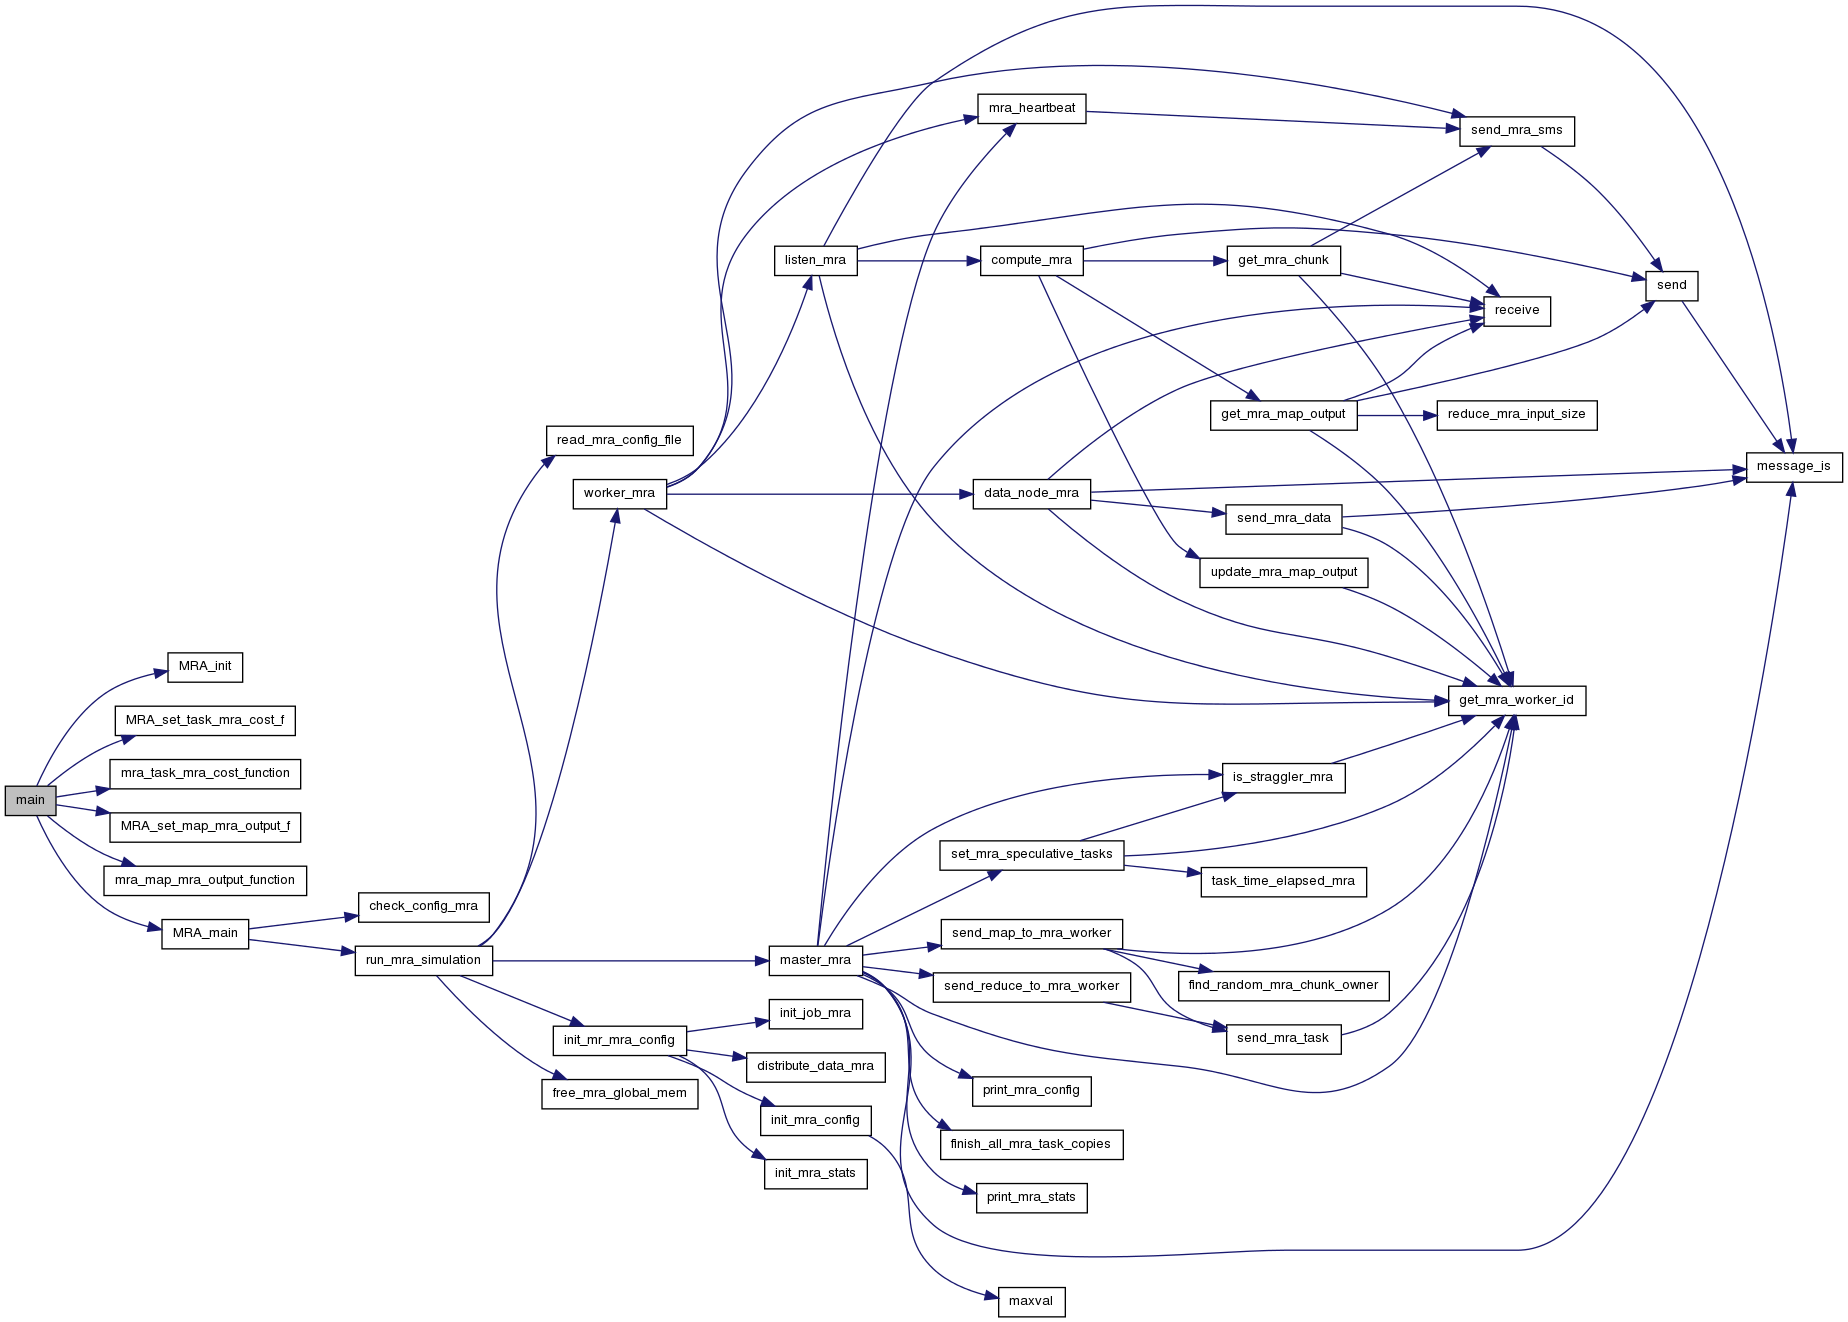 main
MRA_init
MRA_set_task_mra_cost_f
mra_task_mra_cost_function
MRA_set_map_mra_output_f
mra_map_mra_output_function
MRA_main
check_config_mra
run_mra_simulation
read_mra_config_file
worker_mra
init_mr_mra_config
free_mra_global_mem
listen_mra
master_mra
init_job_mra
distribute_data_mra
init_mra_config
init_mra_stats
mra_heartbeat
compute_mra
data_node_mra
set_mra_speculative_tasks
send_map_to_mra_worker
send_reduce_to_mra_worker
print_mra_config
finish_all_mra_task_copies
print_mra_stats
maxval
get_mra_chunk
get_mra_map_output
send_mra_data
update_mra_map_output
is_straggler_mra
task_time_elapsed_mra
find_random_mra_chunk_owner
send_mra_task
send_mra_sms
receive
reduce_mra_input_size
get_mra_worker_id
send
message_is